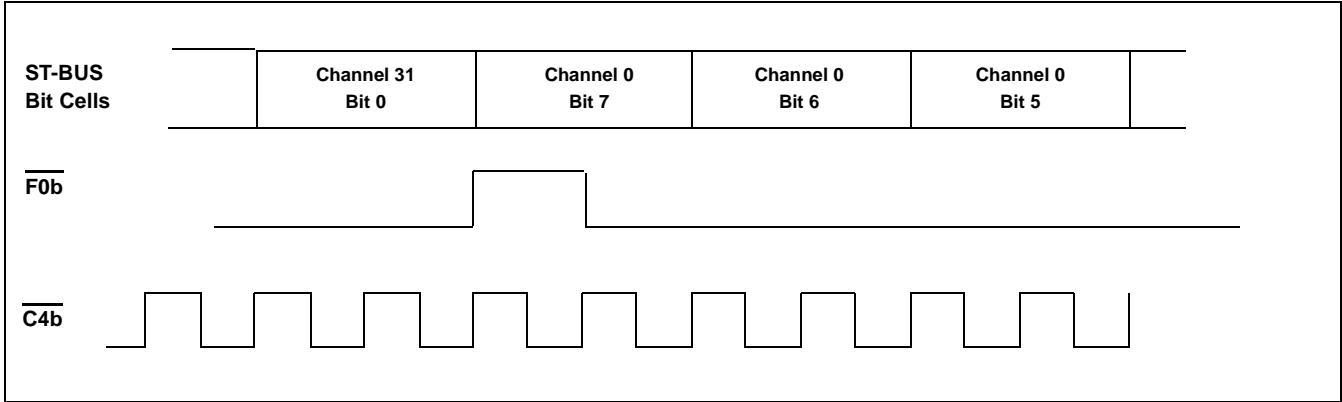 ST-BUS
Bit Cells
Channel 31
Bit 0
Channel 0
Bit 7
Channel 0
Bit 6
Channel 0
Bit 5
F0b
C4b